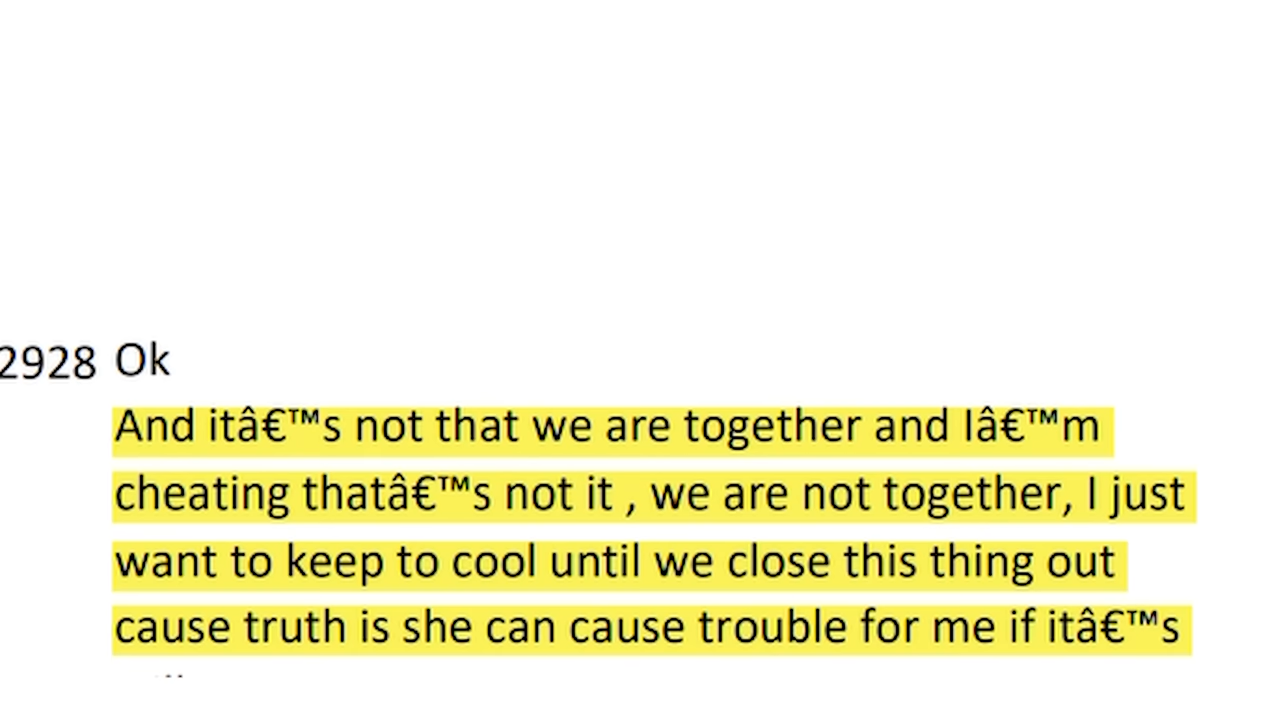 2928 Ok
And itâ€™s not that we are together and Iâ€™m
cheating thatâ€™s not it , we are not together, I just
want to keep to cool until we close this thing out
cause truth is she can cause trouble for me if itâ€™s